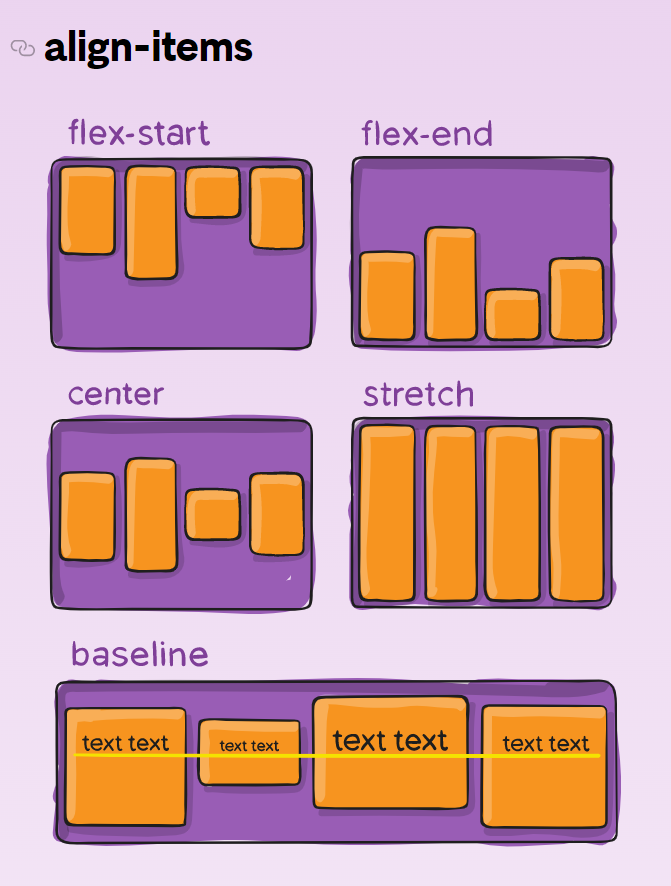 align-items
flex-start
flex-end
center
stretch
baseline
text text
text text
text text
text text